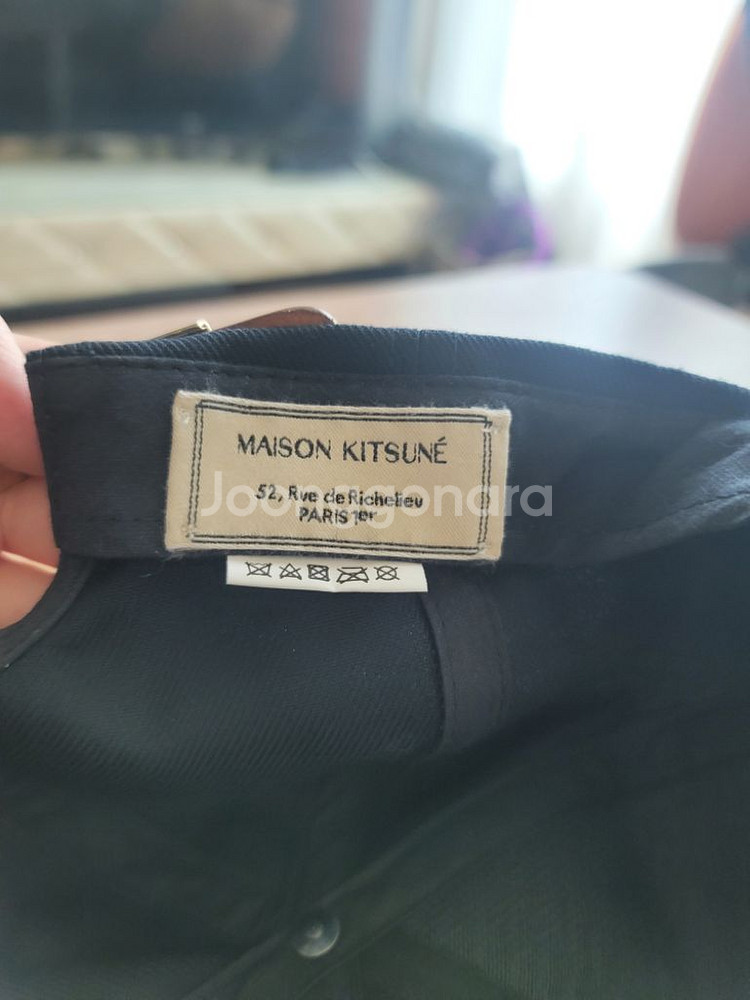 MAISON KITSUNÉ
52, Rue de Richelieu
PARIS 1er
Joonggonara